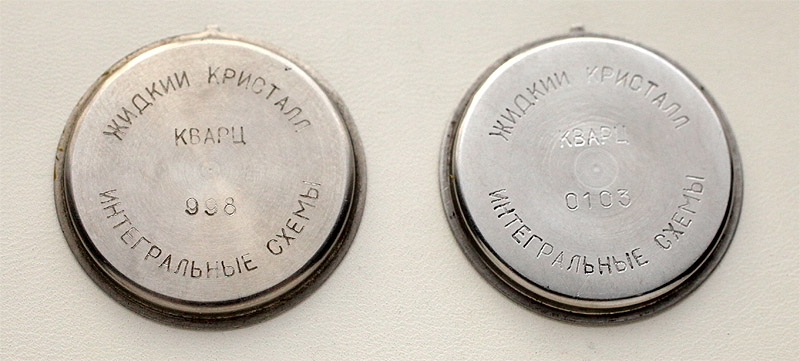 ЖИДКИЙ КРИСТАЛЛ
КВАРЦ
998
ИНТЕГРАЛЬНЫЕ СХЕМЫ
ЖИДКИЙ КРИСТАЛЛ
КВАРЦ
0103
ИНТЕГРАЛЬНЫЕ СХЕМЫ